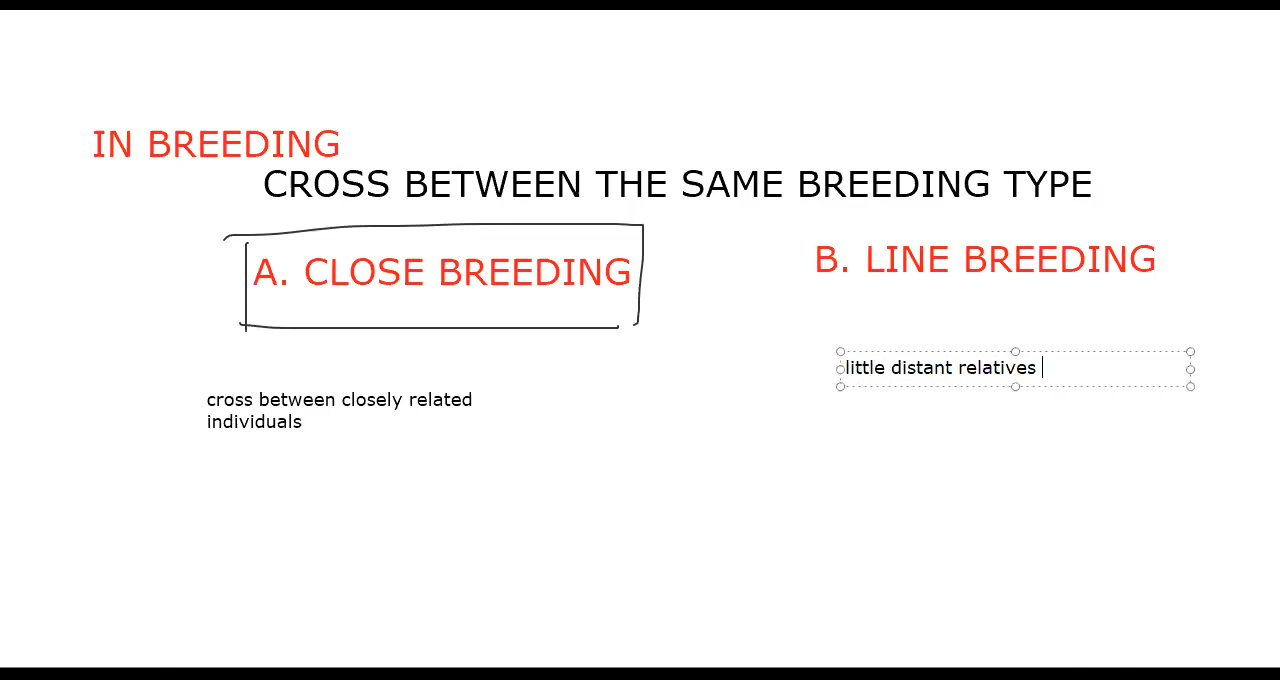 IN BREEDING
CROSS BETWEEN THE SAME BREEDING TYPE
A. CLOSE BREEDING
B. LINE BREEDING
cross between closely related
individuals
little distant relatives